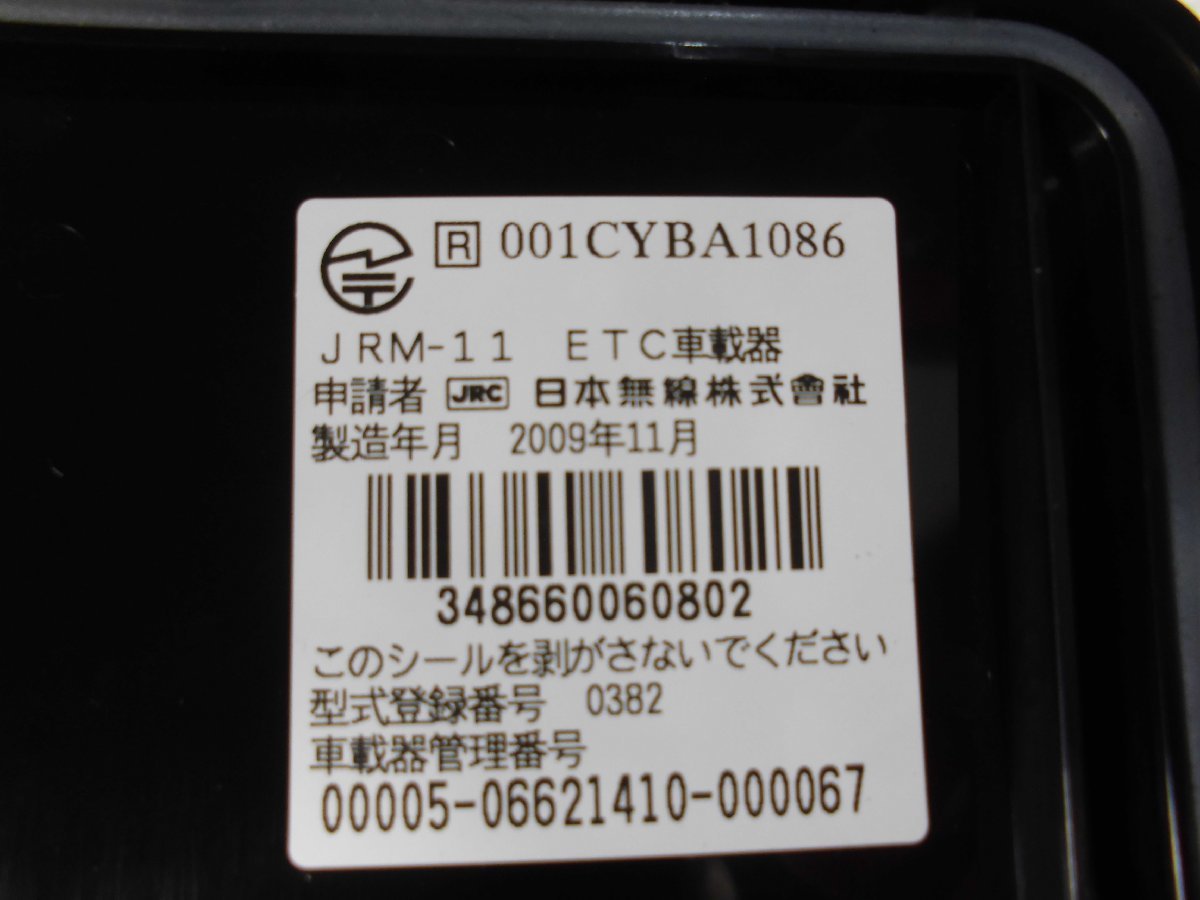 R 001CYBA1086
JRM-11 ETC車載器
申請者 JRC 日本無線株式會社
製造年月 2009年11月
348660060802
このシールを剥がさないでください
型式登録番号 0382
車載器管理番号
00005-06621410-000067